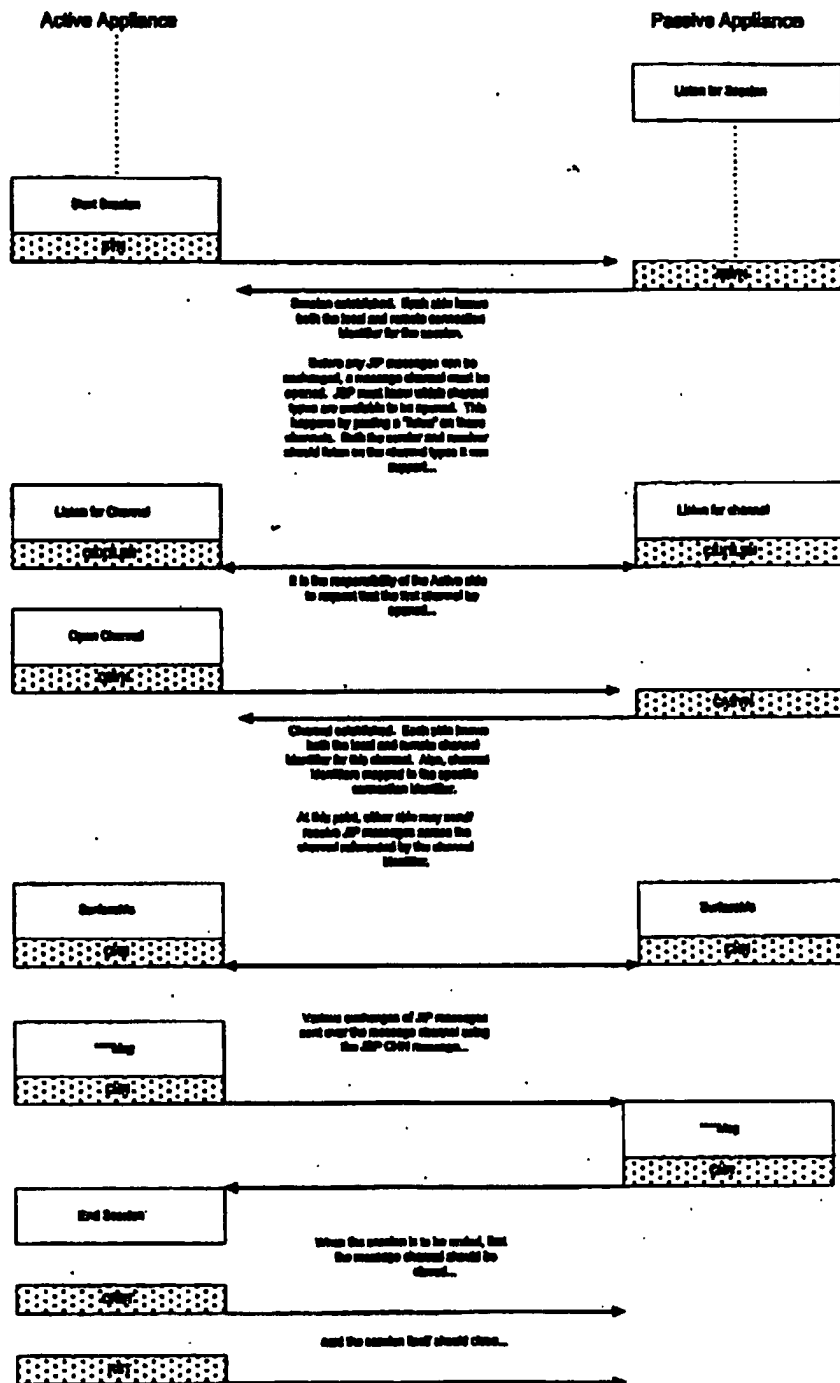 Active Appliance
Passive Appliance
Listen for Session
Start Session
Session established. Each side knows
both the local and remote connection
identifier for the session.
Before any JIP messages can be
exchanged, a message channel must be
opened. JSP must know which channel
types are available to be opened. This
happens by posting a "listen" on those
channels. Both the sender and receiver
should listen on the channel types it can
support...
Listen for Channel
Listen for channel
It is the responsibility of the Active side
to request that the first channel be
opened...
Open Channel
Channel established. Each side knows
both the local and remote channel
identifier for this channel. Also, channel
identifiers mapped to the specific
connection identifier.
At this point, either side may send/
receive JIP messages across the
channel referenced by the channel
identifier.
Various exchanges of JIP messages
sent over the message channel using
the JSP CHN message...
****Msg
****Msg
End Session
When the session is to be ended, first
the message channel should be
closed...
And the session itself should close...